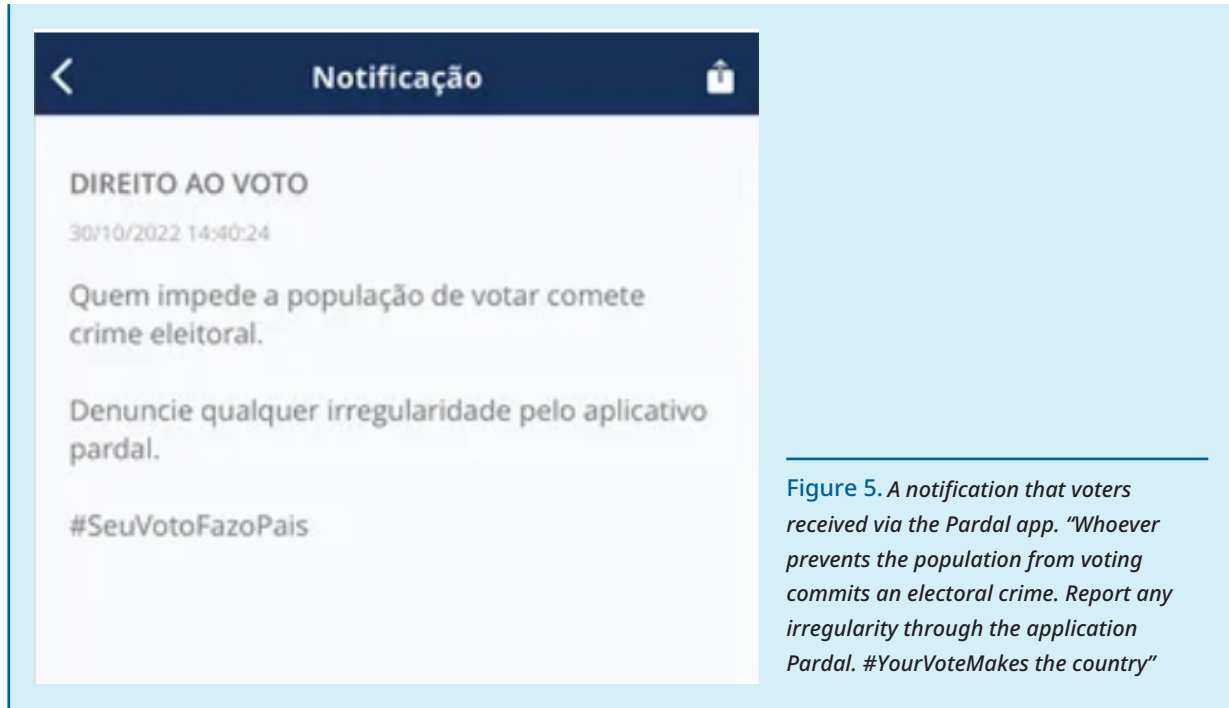 Notificação
DIREITO AO VOTO
30/10/2022 14:40:24
Quem impede a população de votar comete
crime eleitoral.
Denuncie qualquer irregularidade pelo aplicativo
pardal.
#SeuVotoFazoPais
Figure 5. A notification that voters
received via the Pardal app. “Whoever
prevents the population from voting
commits an electoral crime. Report any
irregularity through the application
Pardal. #YourVoteMakes the country”